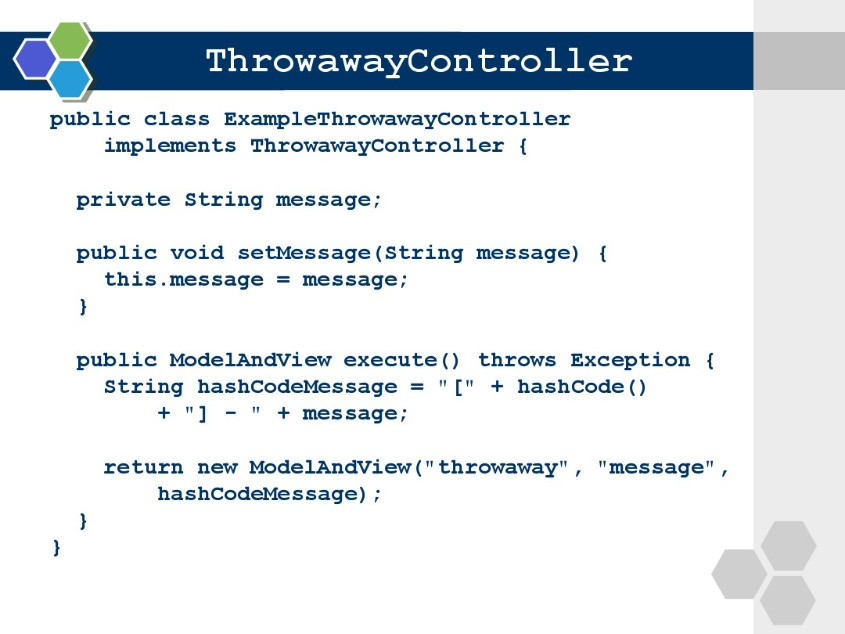 ThrowawayController
public class ExampleThrowawayController
implements ThrowawayController {
private String message;
public void setMessage(String message) {
this.message = message;
}
public ModelAndView execute() throws Exception {
String hashCodeMessage = "[" + hashCode()
+ "] - " + message;
return new ModelAndView("throwaway", "message",
hashCodeMessage);
}
}